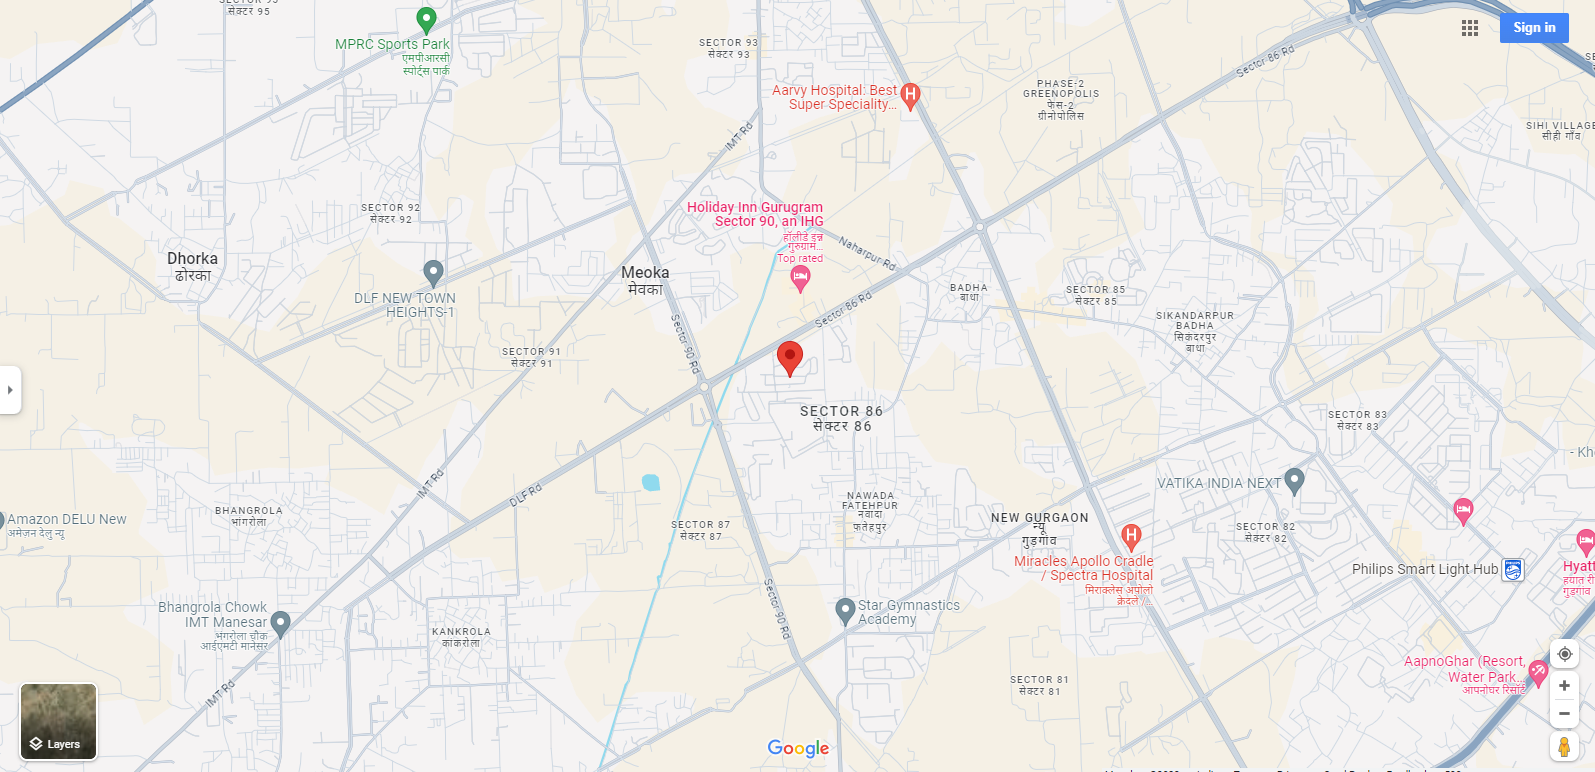 सेक्टर 95
MPRC Sports Park
एमपीआरसी
स्पोर्ट्स पार्क
SECTOR 93
सेक्टर 93
Sign in
Sector 86 Rd
Aarvy Hospital: Best
Super Speciality...
PHASE-2
GREENOPOLIS
फेस-2
ग्रीनोपोलिस
SIHI VILLAGE
सीही गाँव
IMT Rd
SECTOR 92
सेक्टर 92
Holiday Inn Gurugram
Sector 90, an IHG
हॉलीडे इन्न
गुरुग्राम...
Top rated
Naharpur Rd
Dhorka
ढोरका
Meoka
मेवका
DLF NEW TOWN
HEIGHTS-1
BADHA
बाधा
SECTOR 85
सेक्टर 85
Sector 86 Rd
SIKANDARPUR
BADHA
सिकंदरपुर
बाधा
Sector 90 Rd
SECTOR 91
सेक्टर 91
SECTOR 86
सेक्टर 86
SECTOR 83
सेक्टर 83
- Kh
IMT Rd
DLF Rd
VATIKA INDIA NEXT
NAWADA
FATEHPUR
नवादा
फ़तेहपुर
BHANGROLA
भांगरोला
Amazon DELU New
अमेज़न देलु न्यू
SECTOR 87
सेक्टर 87
NEW GURGAON
न्यू
गुड़गाँव
SECTOR 82
सेक्टर 82
Miracles Apollo Cradle
/ Spectra Hospital
मिराक्लेस अपोलो
क्रेदले /...
Philips Smart Light Hub
Hyatt
हयात री
गुड़गांव
Bhangrola Chowk
IMT Manesar
भंगरोला चौक
आईएमटी मानेसर
Sector 90 Rd
Star Gymnastics
Academy
KANKROLA
कांकरोला
AapnoGhar (Resort,
Water Park...
आपनोघर रिसॉर्ट
SECTOR 81
सेक्टर 81
IMT Rd
Layers
Google